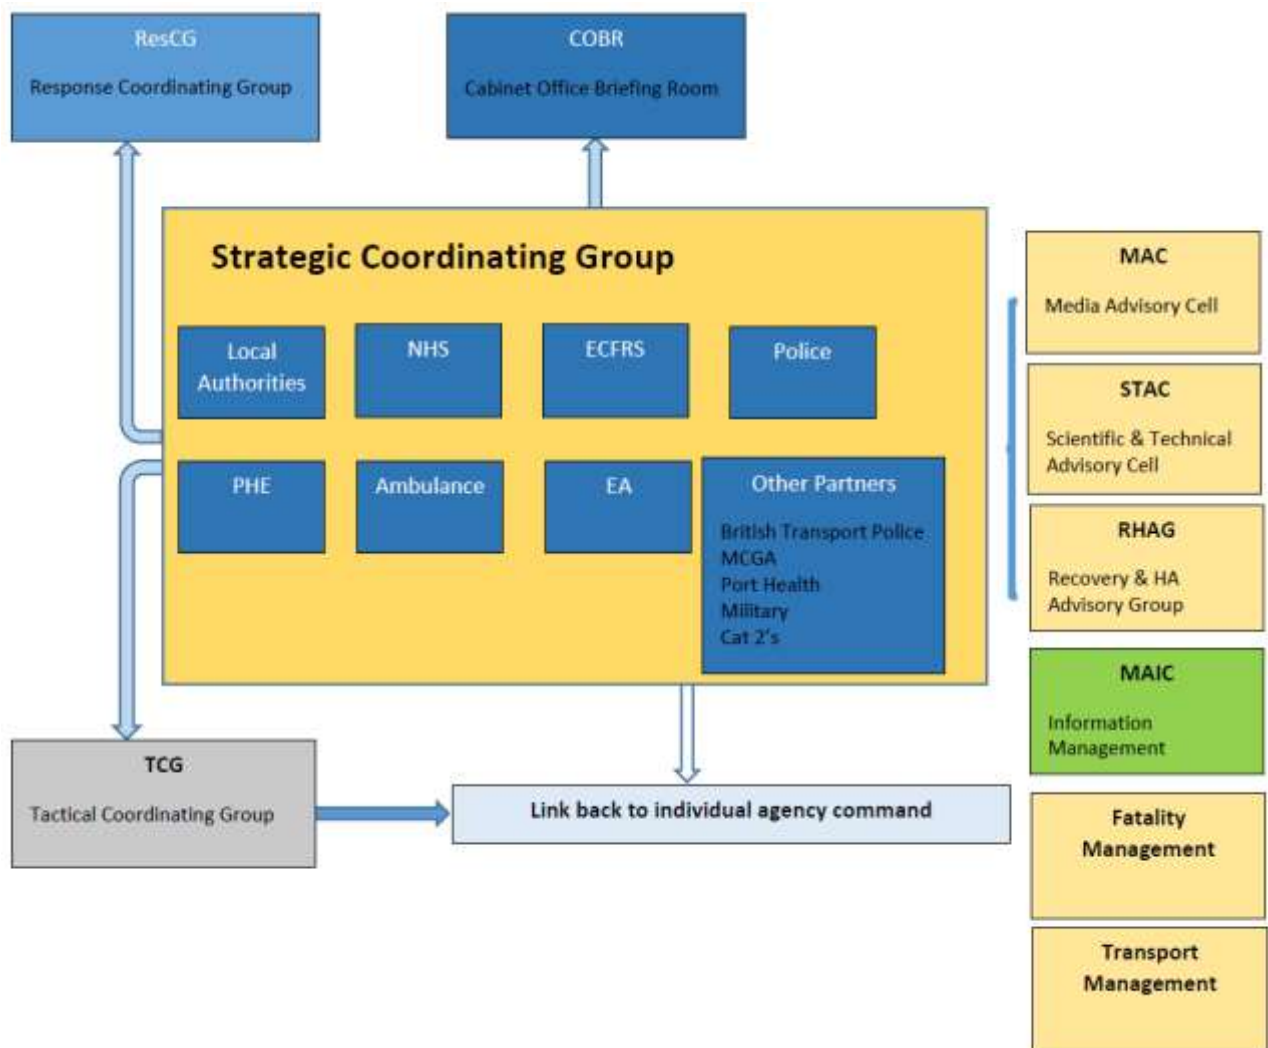 ResCG
Response Coordinating Group
COBR
Cabinet Office Briefing Room
Strategic Coordinating Group
Local
Authorities
NHS
ECFRS
Police
PHE
Ambulance
EA
Other Partners
British Transport Police
MCGA
Port Health
Military
Cat 2's
MAC
Media Advisory Cell
STAC
Scientific & Technical
Advisory Cell
RHAG
Recovery & HA
Advisory Group
MAIC
Information
Management
TCG
Tactical Coordinating Group
Link back to individual agency command
Fatality
Management
Transport
Management